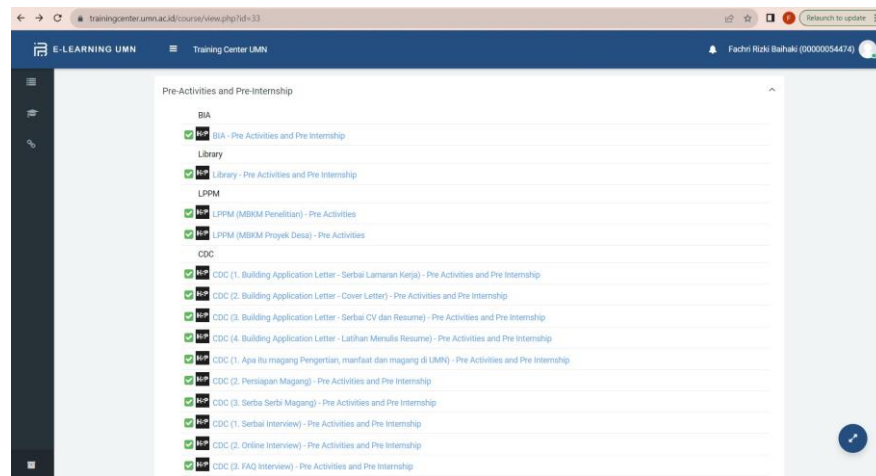 trainingcenter.umn.ac.id/course/view.php?id=33
Relaunch to update
E-LEARNING UMN
Training Center UMN
Fachri Rizki Baihaki (00000054474)
Pre-Activities and Pre-Internship
BIA
H-P BIA - Pre Activities and Pre Internship
Library
H-P Library - Pre Activities and Pre Internship
LPPM
H-P LPPM (MBKM Penelitian) - Pre Activities
H-P LPPM (MBKM Proyek Desa) - Pre Activities
CDC
H-P CDC (1. Building Application Letter - Serbai Lamaran Kerja) - Pre Activities and Pre Internship
H-P CDC (2. Building Application Letter - Cover Letter) - Pre Activities and Pre Internship
H-P CDC (3. Building Application Letter - Serbai CV dan Resume) - Pre Activities and Pre Internship
H-P CDC (4. Building Application Letter - Latihan Menulis Resume) - Pre Activities and Pre Internship
H-P CDC (1. Apa itu magang Pengertian, manfaat dan magang di UMN) - Pre Activities and Pre Internship
H-P CDC (2. Persiapan Magang) - Pre Activities and Pre Internship
H-P CDC (3. Serba Serbi Magang) - Pre Activities and Pre Internship
H-P CDC (1. Serbai Interview) - Pre Activities and Pre Internship
H-P CDC (2. Online Interview) - Pre Activities and Pre Internship
H-P CDC (3. FAQ Interview) - Pre Activities and Pre Internship